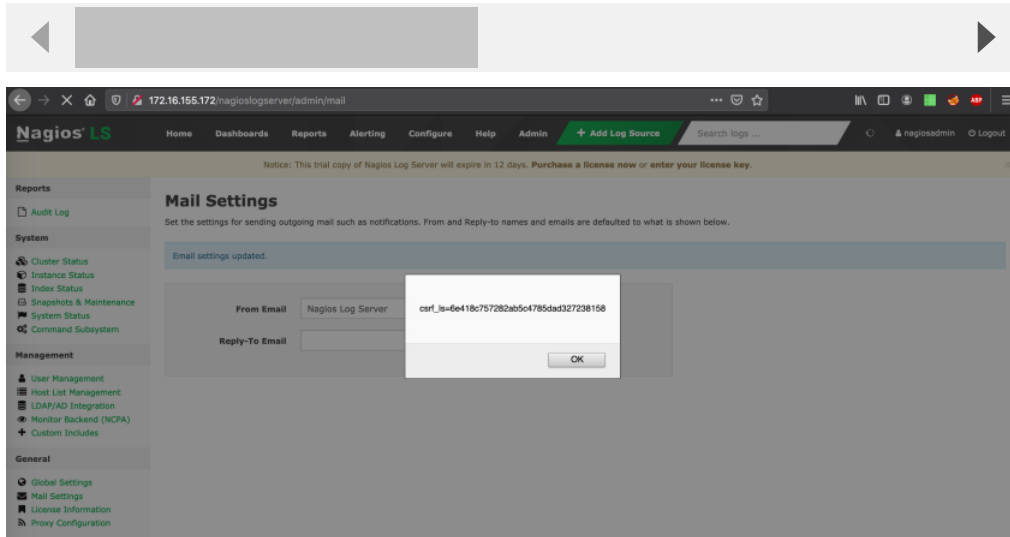 172.16.155.172/nagioslogserver/admin/mail
ABP
Nagios® LS Home Dashboards Reports Alerting Configure Help Admin + Add Log Source Search logs ... nagiosadmin Logout
Notice: This trial copy of Nagios Log Server will expire in 12 days. Purchase a license now or enter your license key.
Reports
Audit Log
System
Cluster Status
Instance Status
Index Status
Snapshots & Maintenance
System Status
Command Subsystem
Management
User Management
Host List Management
LDAP/AD Integration
Monitor Backend (NCPA)
Custom Includes
General
Global Settings
Mail Settings
License Information
Proxy Configuration
Mail Settings
Set the settings for sending outgoing mail such as notifications. From and Reply-to names and emails are defaulted to what is shown below.
Email settings updated.
From Email Nagios Log Server
Reply-To Email
csrf_ls=6e418c757282ab5c4785dad327238158
OK